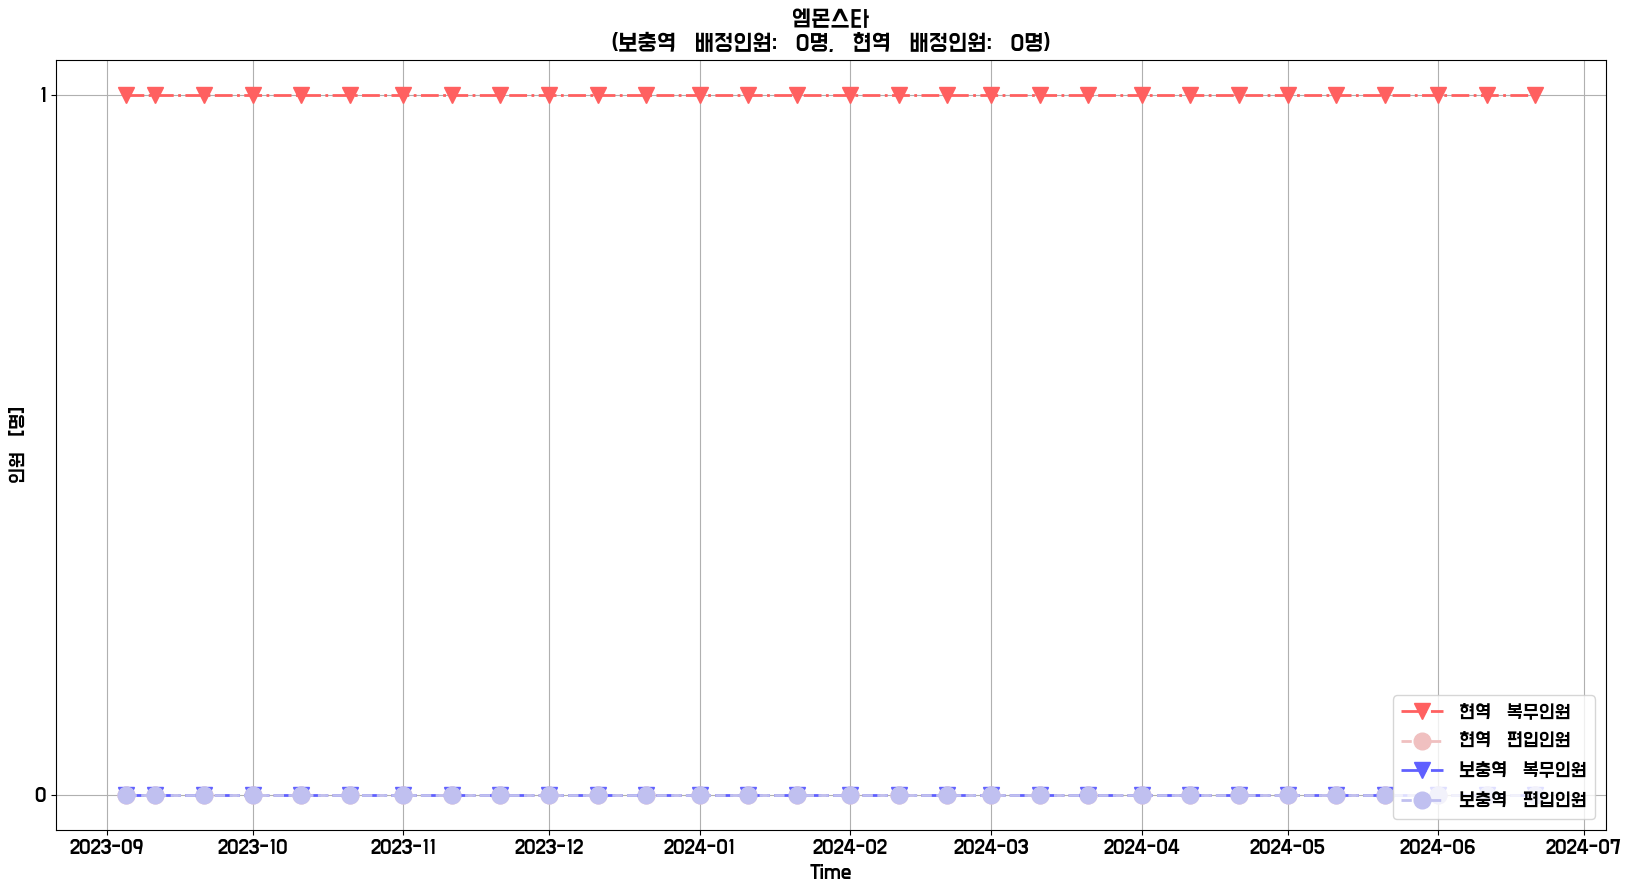 엠몬스타
(보충역 배정인원: 0명, 현역 배정인원: 0명)
1
0
인원 [명]
2023-09 2023-10 2023-11 2023-12 2024-01 2024-02 2024-03 2024-04 2024-05 2024-06 2024-07
Time
현역 복무인원
현역 편입인원
보충역 복무인원
보충역 편입인원